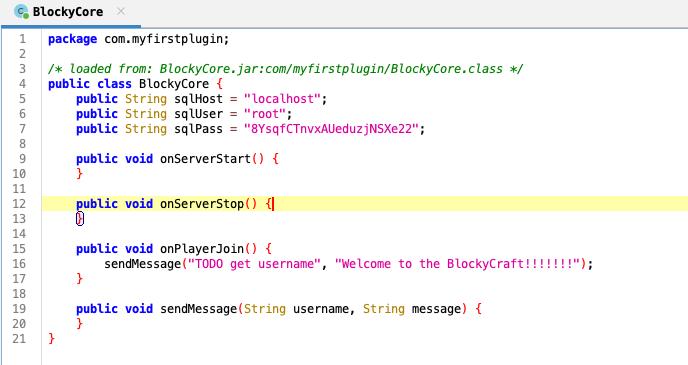 BlockyCore
1 package com.myfirstplugin;
2
3 /* loaded from: BlockyCore.jar:com/myfirstplugin/BlockyCore.class */
4 public class BlockyCore {
5     public String sqlHost = "localhost";
6     public String sqlUser = "root";
7     public String sqlPass = "8YsqfCTnvxAUeduzjNSXe22";
8
9     public void onServerStart() {
10     }
11
12     public void onServerStop() {
13     }
14
15     public void onPlayerJoin() {
16         sendMessage("TODO get username", "Welcome to the BlockyCraft!!!!!!!");
17     }
18
19     public void sendMessage(String username, String message) {
20     }
21 }